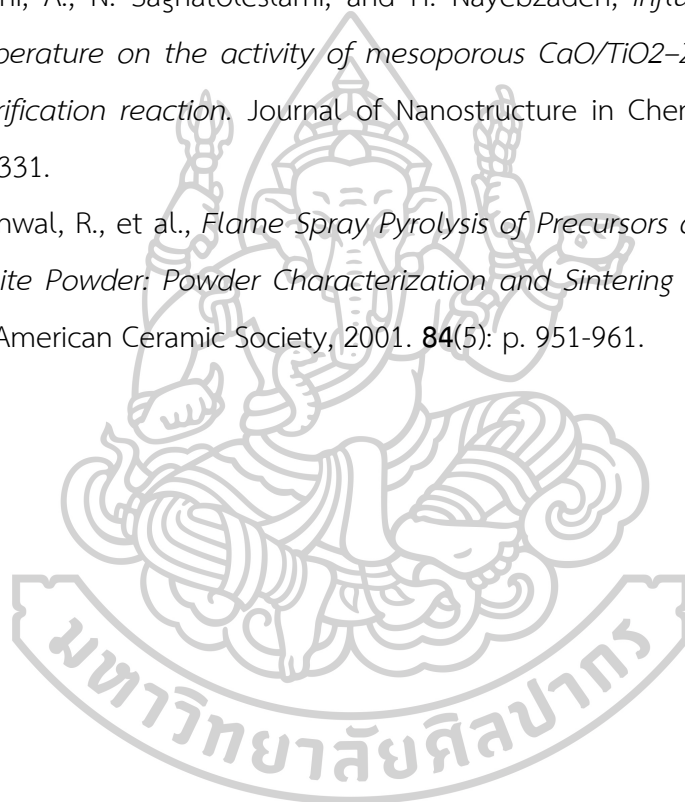 A., N. Saghatoleslami, and H. Nayebzadeh,
perature on the activity of mesoporous CaO/TiO2–
rification reaction. Journal of Nanostructure in Chem
331.
nwal, R., et al., Flame Spray Pyrolysis of Precursors
ite Powder: Powder Characterization and Sintering
American Ceramic Society, 2001. 84(5): p. 951-961.
มหาวิทยาลัยศิลปากร